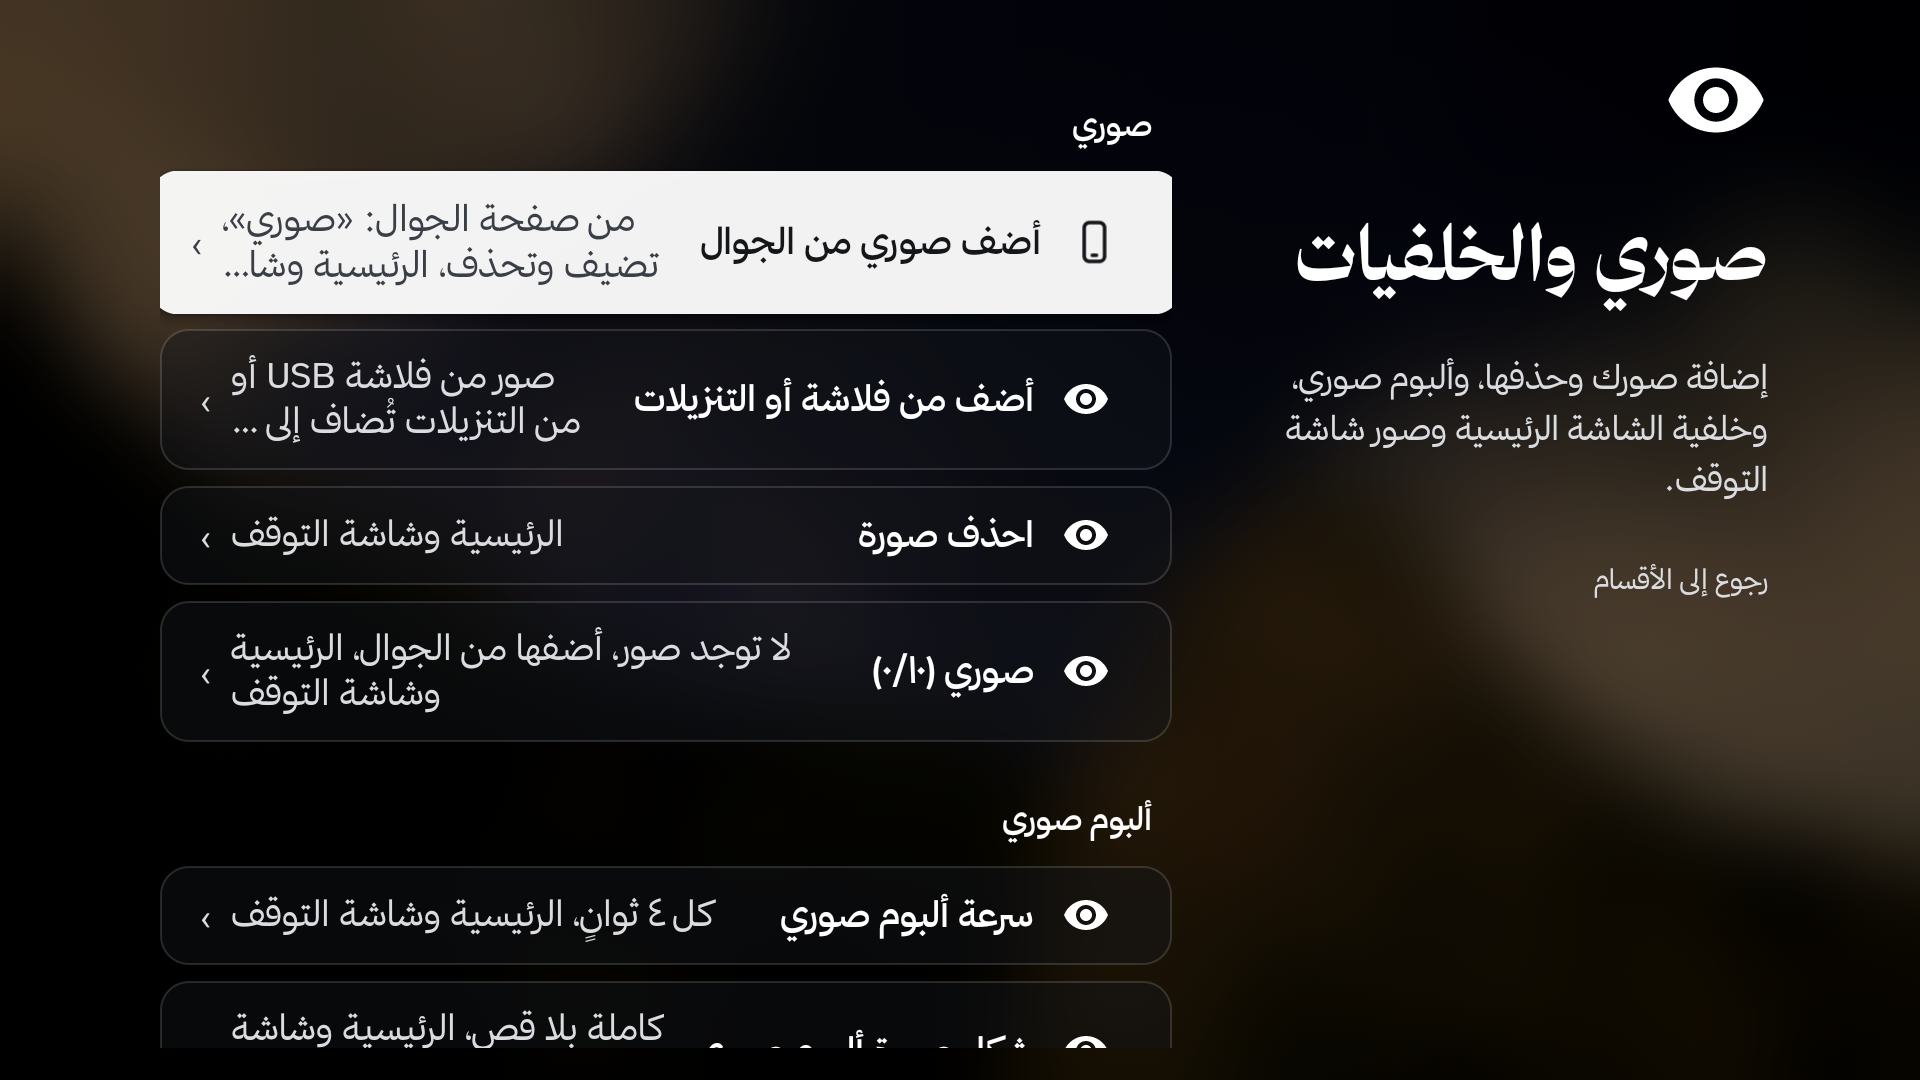 صوري والخلفيات
إضافة صورك وحذفها، وألبوم صوري،
وخلفية الشاشة الرئيسية وصور شاشة
التوقف.
رجوع إلى الأقسام
صوري
أضف صوري من الجوال
من صفحة الجوال: «صوري»،
تضيف وتحذف، الرئيسية وشا...
أضف من فلاشة أو التنزيلات
صور من فلاشة USB أو
من التنزيلات تُضاف إلى ...
احذف صورة
الرئيسية وشاشة التوقف
صوري (٠/١٠)
لا توجد صور، أضفها من الجوال، الرئيسية
وشاشة التوقف
ألبوم صوري
سرعة ألبوم صوري
كل ٤ ثوانٍ، الرئيسية وشاشة التوقف
كاملة بلا قص، الرئيسية وشاشة